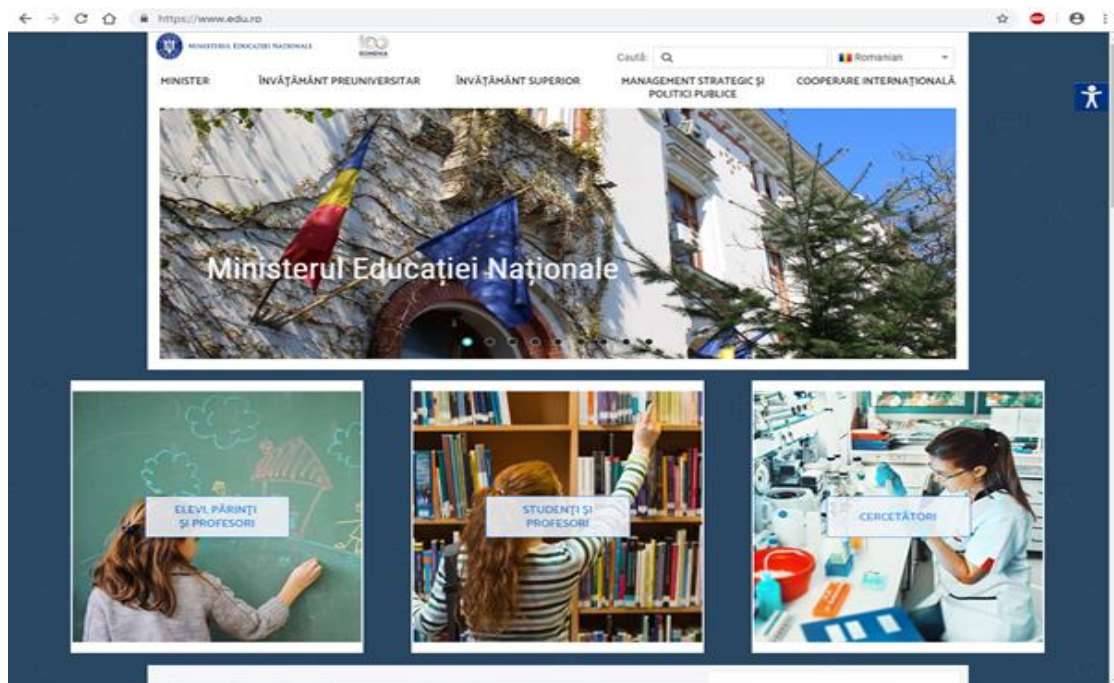 https://www.edu.ro
MINISTERUL EDUCAȚIEI NAȚIONALE
ROMANIA
Caută:
Romanian
MINISTER
ÎNVĂȚĂMÂNT PREUNIVERSITAR
ÎNVĂȚĂMÂNT SUPERIOR
MANAGEMENT STRATEGIC ȘI
POLITICI PUBLICE
COOPERARE INTERNAȚIONALĂ
Ministerul Educației Naționale
ELEVI, PĂRINȚI
ȘI PROFESORI
STUDENȚI ȘI
PROFESORI
CERCETĂTORI